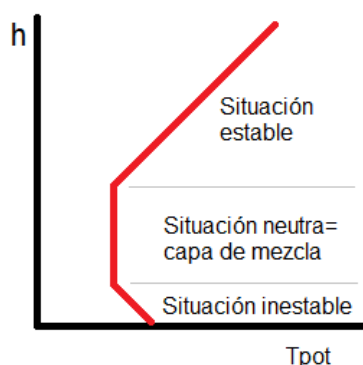 h
Situación
estable
Situación neutra=
capa de mezcla
Situación inestable
Tpot